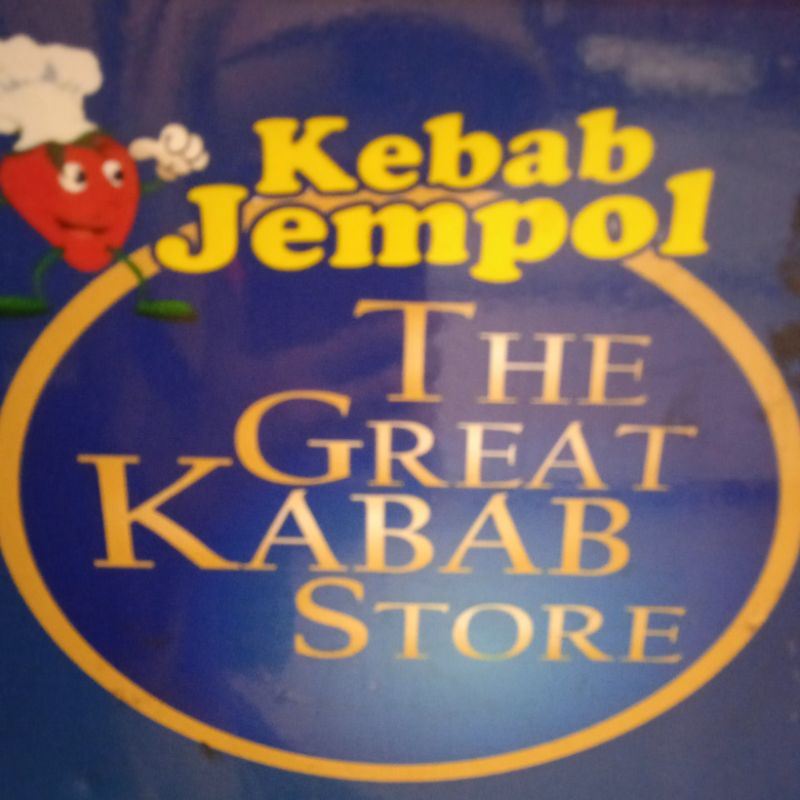 Kebab
Jempol
THE
GREAT
KABAB
STORE